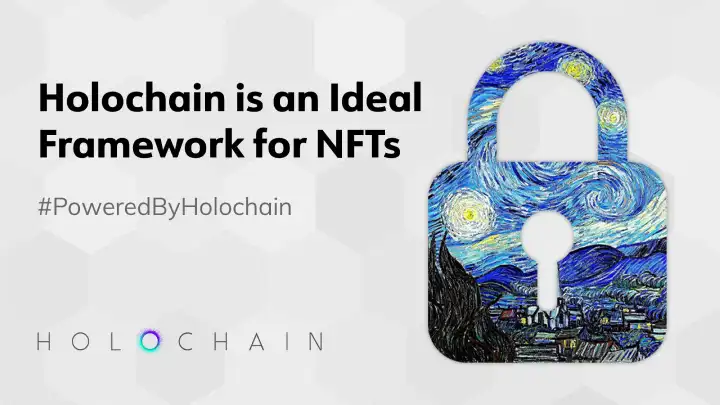 Holochain is an Ideal
Framework for NFTs
#PoweredByHolochain
HOLOCHAIN